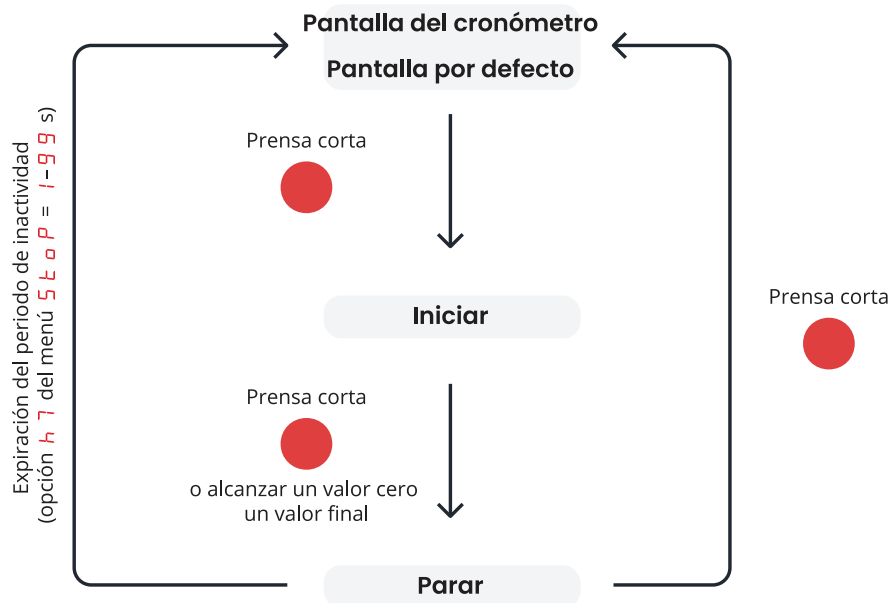 Pantalla del cronómetro
Pantalla por defecto
Prensa corta
Iniciar
Prensa corta
Prensa corta
o alcanzar un valor cero
un valor final
Parar
Expiración del periodo de inactividad
(opción h7 del menú StoP = 1-99 s)